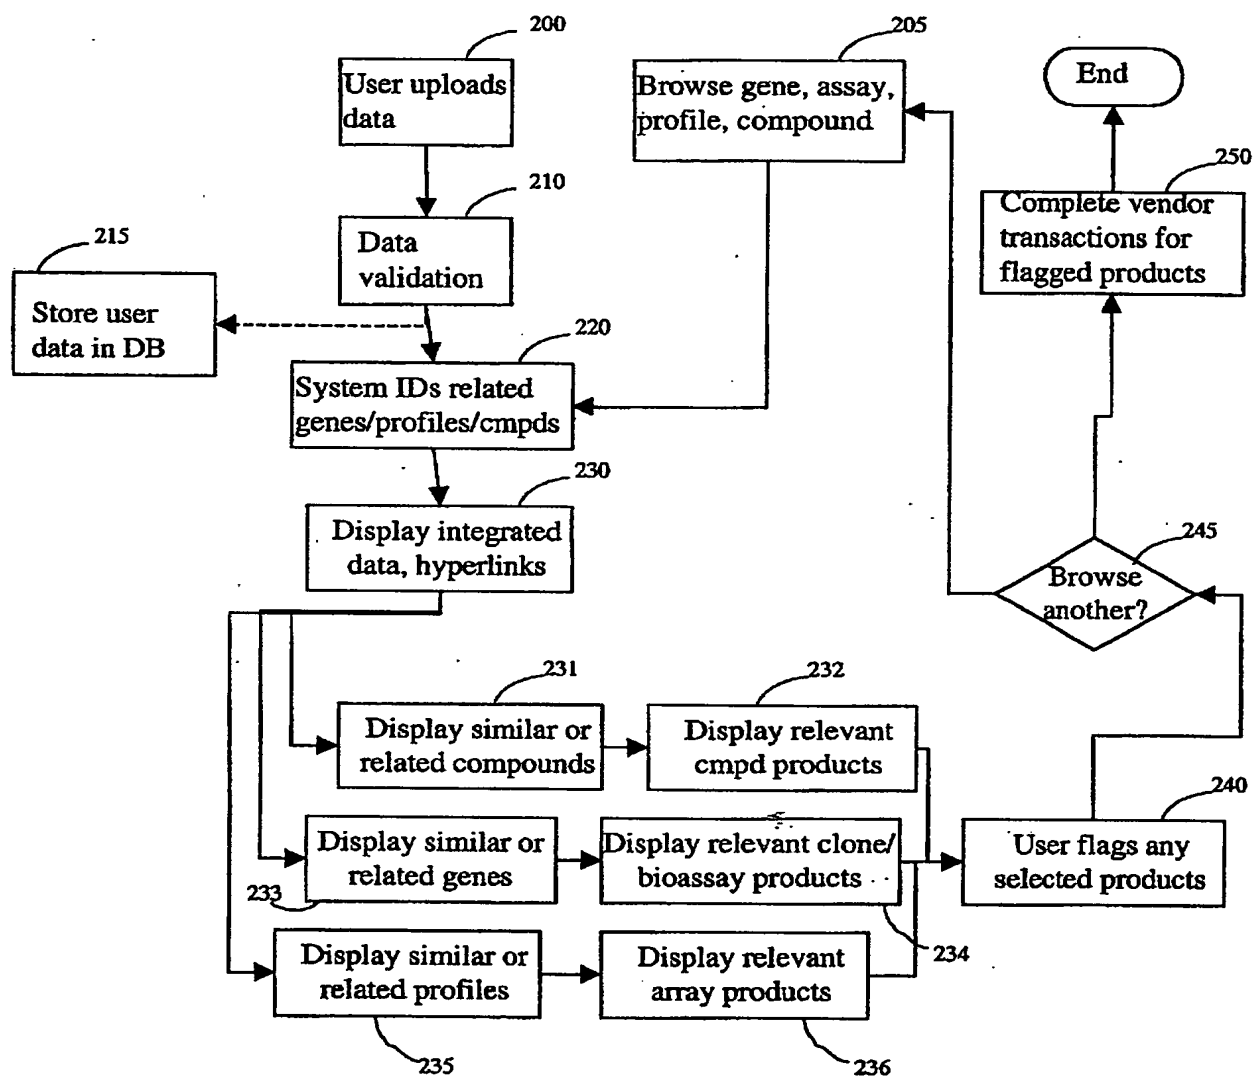 200
User uploads
data
205
Browse gene, assay,
profile, compound
End
250
Complete vendor
transactions for
flagged products
210
Data
validation
215
Store user
data in DB
220
System IDs related
genes/profiles/cmpds
230
Display integrated
data, hyperlinks
245
Browse
another?
231
Display similar or
related compounds
232
Display relevant
cmpd products
233
Display similar or
related genes
Display relevant clone/
bioassay products
234
240
User flags any
selected products
Display similar or
related profiles
235
Display relevant
array products
236